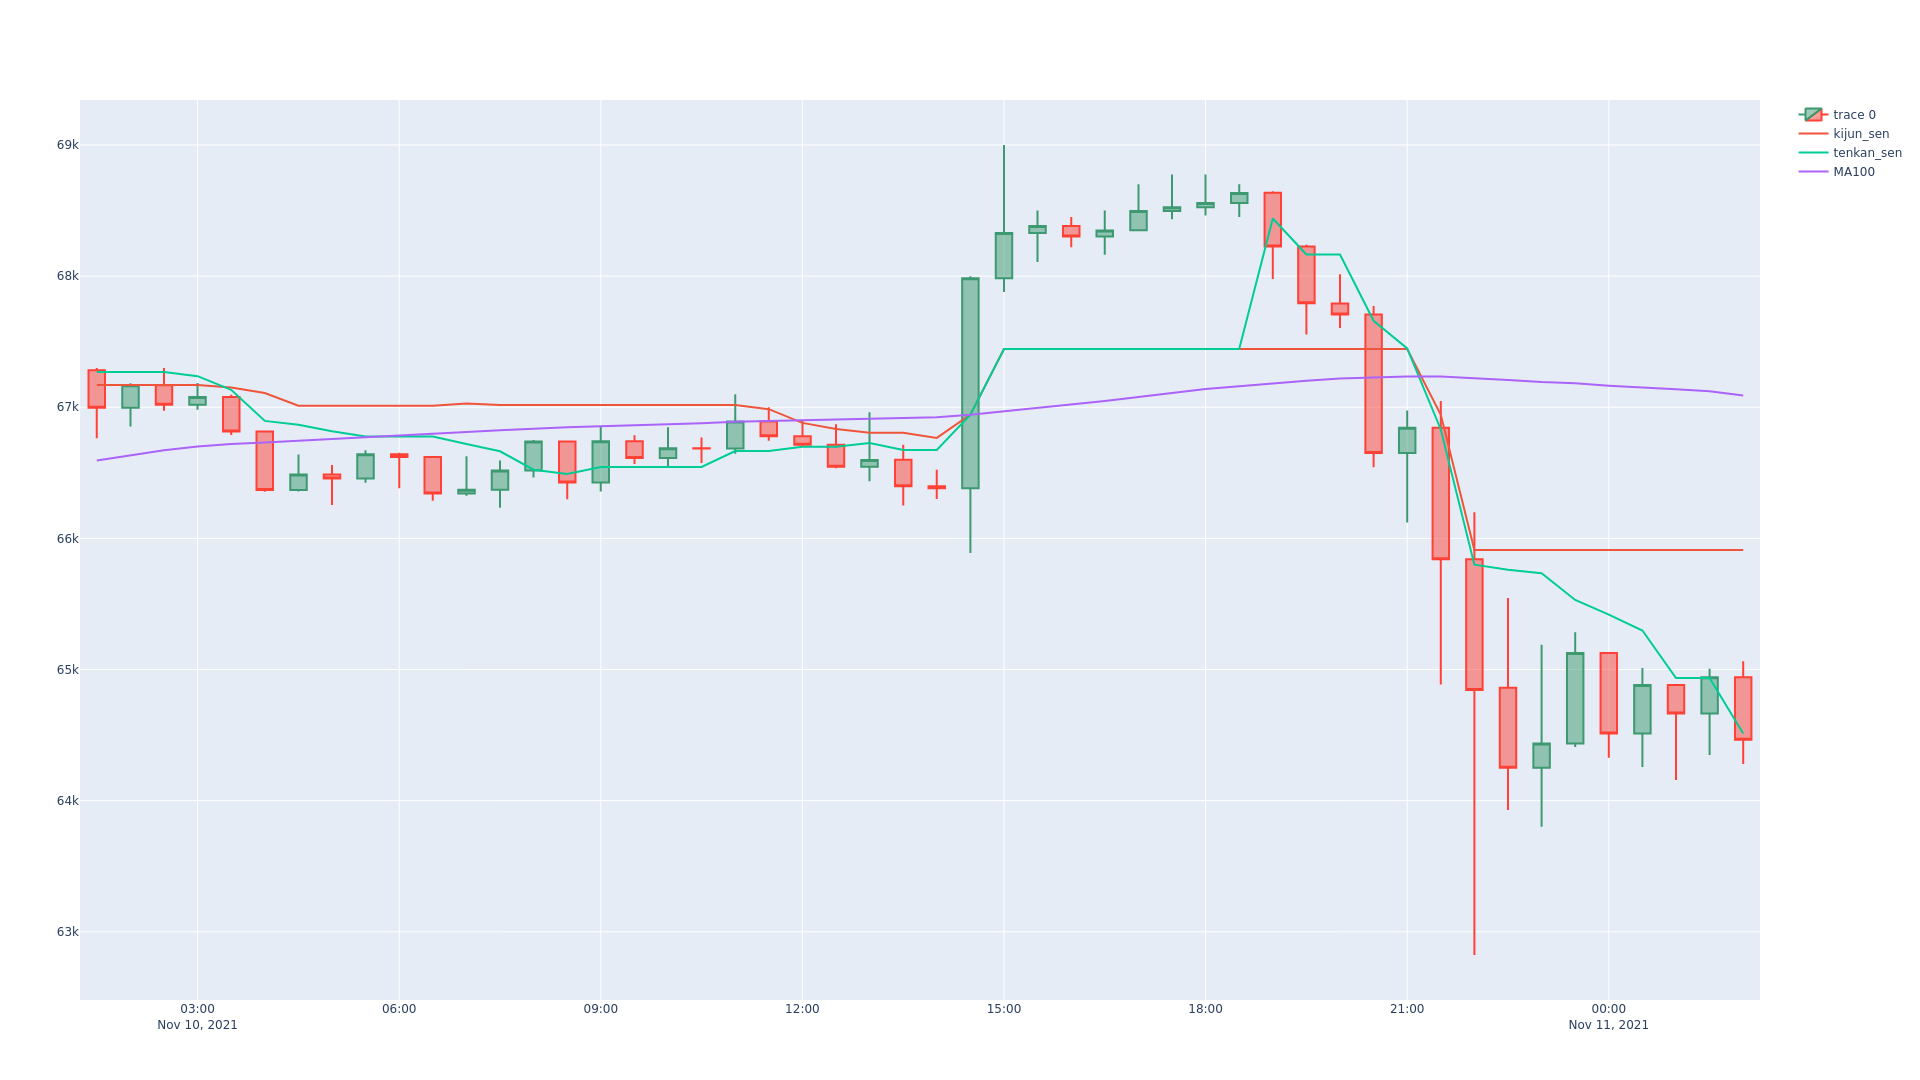 69k
68k
67k
66k
65k
64k
63k
03:00
Nov 10, 2021
06:00
09:00
12:00
15:00
18:00
21:00
00:00
Nov 11, 2021
trace 0
kijun_sen
tenkan_sen
MA100